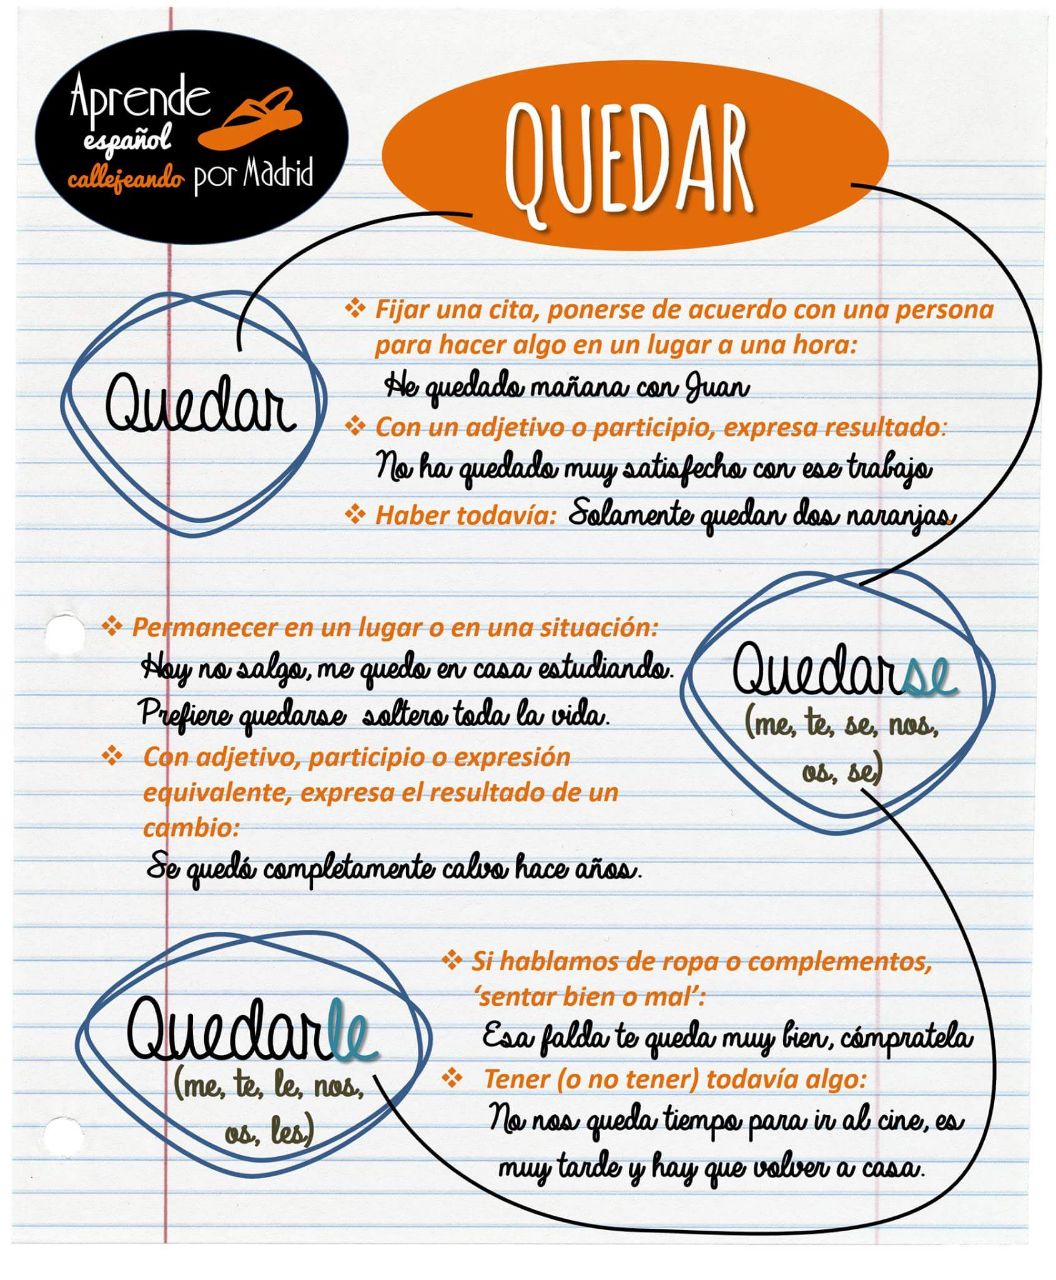 Aprende
español
callejeando por Madrid
QUEDAR
Quedar
❖ Fijar una cita, ponerse de acuerdo con una persona
para hacer algo en un lugar a una hora:
He quedado mañana con Juan
❖ Con un adjetivo o participio, expresa resultado:
No ha quedado muy satisfecho con ese trabajo
❖ Haber todavía: Solamente quedan dos naranjas.
❖ Permanecer en un lugar o en una situación:
Hoy no salgo, me quedo en casa estudiando.
Prefiere quedarse soltero toda la vida.
❖ Con adjetivo, participio o expresión
equivalente, expresa el resultado de un
cambio:
Se quedó completamente calvo hace años.
Quedarse
(me, te, se, nos,
os, se)
Quedarle
(me, te, le, nos,
os, les)
❖ Si hablamos de ropa o complementos,
‘sentar bien o mal’:
Esa falda te queda muy bien, cómpratela
❖ Tener (o no tener) todavía algo:
No nos queda tiempo para ir al cine, es
muy tarde y hay que volver a casa.